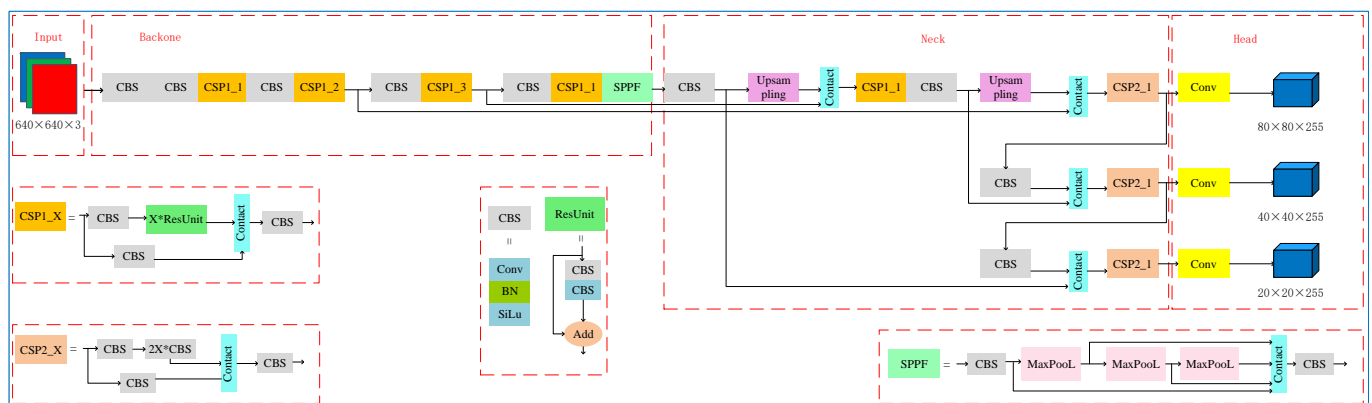 Input
Backone
Neck
Head
CBS CBS CSP1_1 CBS CSP1_2 CBS CSP1_3 CBS CSP1_1 SPPF CBS Upsam
pling
Contact
CSP1_1 CBS Upsam
pling
Contact
CSP2_1 Conv
640×640×3
80×80×255
CBS Contact CSP2_1 Conv
40×40×255
CBS Contact CSP2_1 Conv
20×20×255
CSP1_X = CBS X*ResUnit Contact CBS
CBS
CSP2_X = CBS 2X*CBS Contact CBS
CBS
CBS
=
Conv
BN
SiLu
ResUnit
=
CBS
CBS
Add
SPPF = CBS MaxPooL MaxPooL MaxPooL Contact CBS